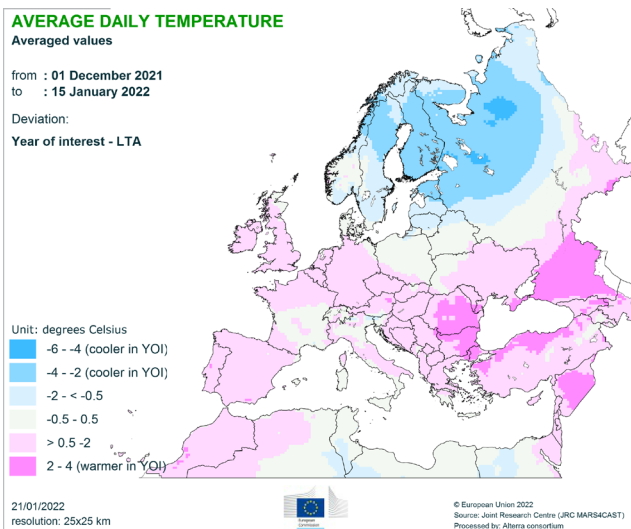 AVERAGE DAILY TEMPERATURE
Averaged values
from : 01 December 2021
to : 15 January 2022
Deviation:
Year of interest - LTA
Unit: degrees Celsius
-6 - -4 (cooler in YOI)
-4 - -2 (cooler in YOI)
-2 - < -0.5
-0.5 - 0.5
> 0.5 -2
2 - 4 (warmer in YOI)
21/01/2022
resolution: 25x25 km
European
Commission
© European Union 2022
Source: Joint Research Centre (JRC MARS4CAST)
Processed by: Alterra consortium